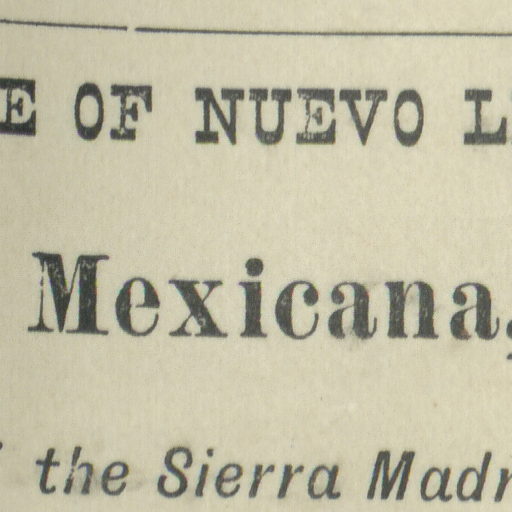 E OF NUEVO L
Mexicana,
the Sierra Madr